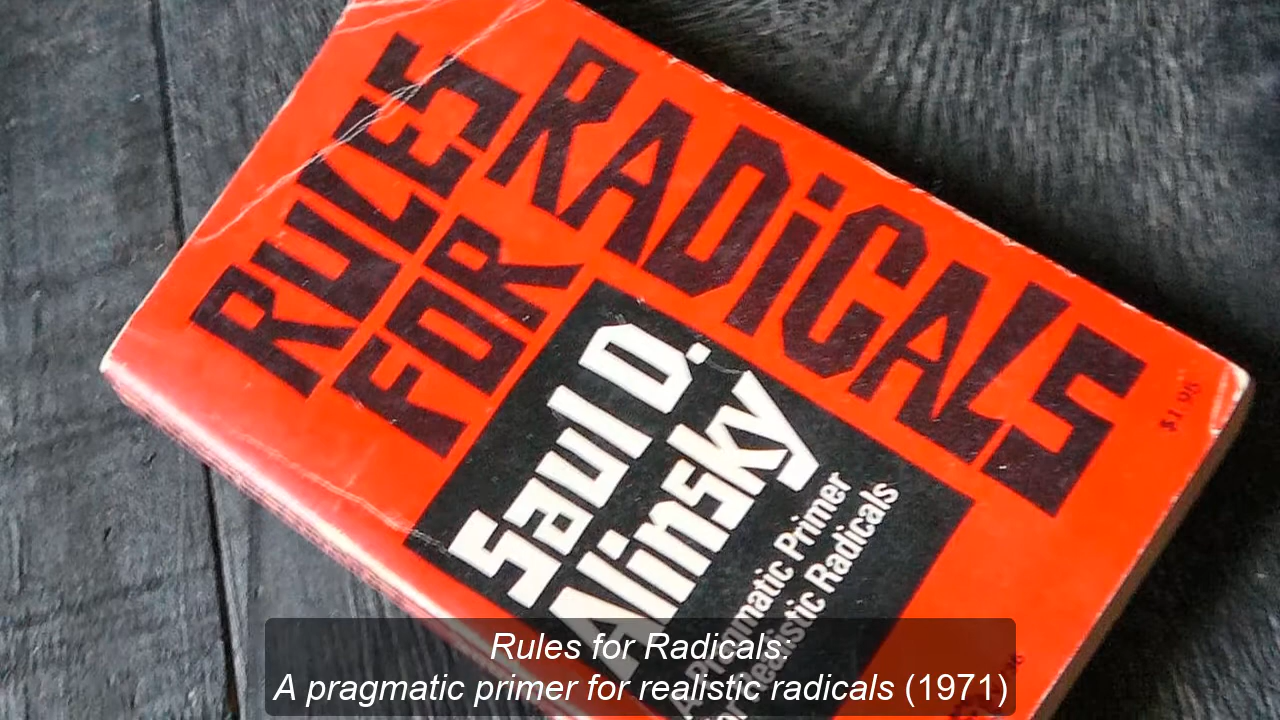 RULES
FOR
RADiCALS
Saul D.
Alinsky
A Pragmatic Primer
for Realistic Radicals
$1.95
Rules for Radicals:
A pragmatic primer for realistic radicals (1971)